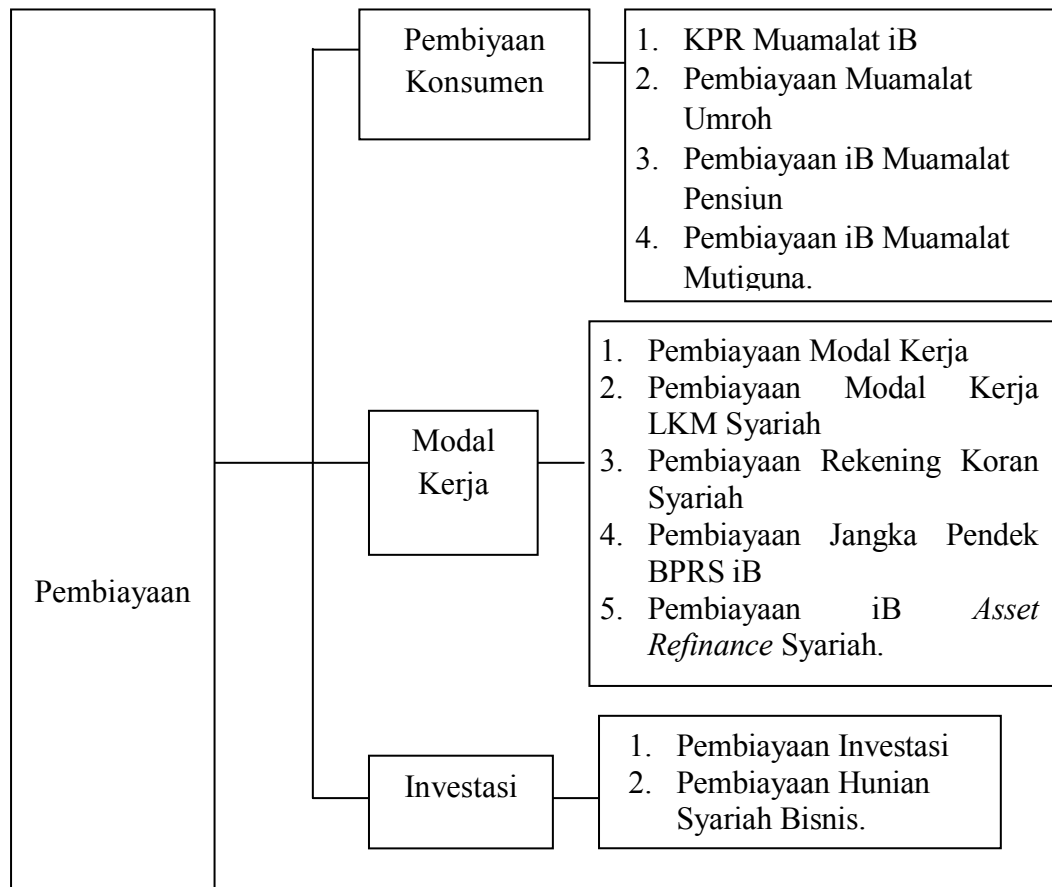 Pembiayaan
Pembiyaan
Konsumen
1. KPR Muamalat iB
2. Pembiayaan Muamalat
Umroh
3. Pembiayaan iB Muamalat
Pensiun
4. Pembiayaan iB Muamalat
Mutiguna.
Modal
Kerja
1. Pembiayaan Modal Kerja
2. Pembiayaan Modal Kerja
LKM Syariah
3. Pembiayaan Rekening Koran
Syariah
4. Pembiayaan Jangka Pendek
BPRS iB
5. Pembiayaan iB Asset
Refinance Syariah.
Investasi
1. Pembiayaan Investasi
2. Pembiayaan Hunian
Syariah Bisnis.